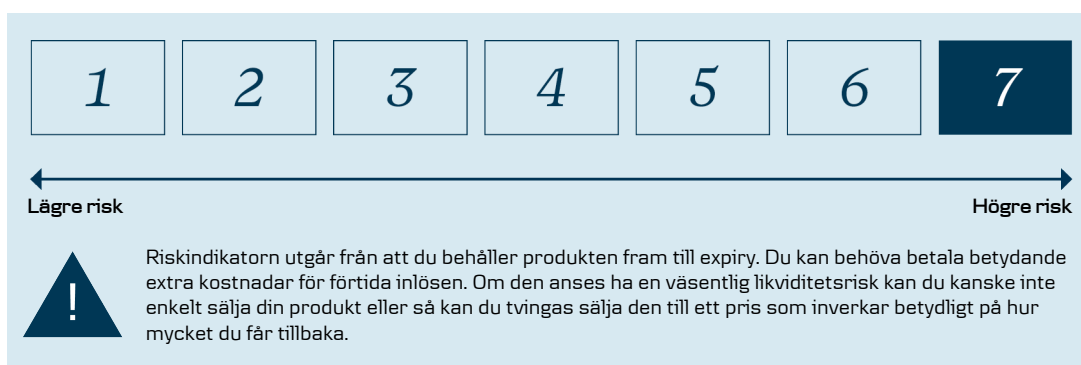 1 2 3 4 5 6 7
Lägre risk Högre risk
!
Riskindikatorn utgår från att du behåller produkten fram till expiry. Du kan behöva betala betydande
extra kostnadar för förtida inlösen. Om den anses ha en väsentlig likviditetsrisk kan du kanske inte
enkelt sälja din produkt eller så kan du tvingas sälja den till ett pris som inverkar betydligt på hur
mycket du får tillbaka.